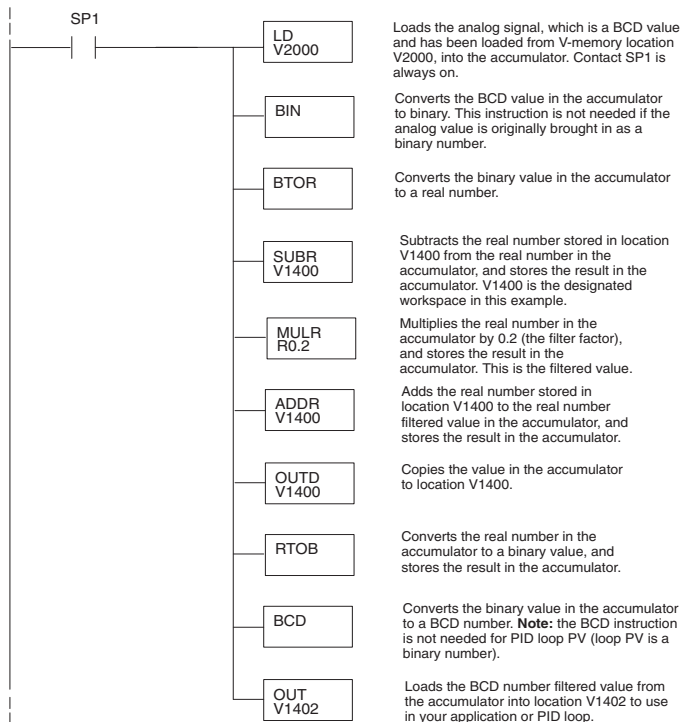 SP1
LD
V2000
Loads the analog signal, which is a BCD value
and has been loaded from V-memory location
V2000, into the accumulator. Contact SP1 is
always on.
BIN
Converts the BCD value in the accumulator
to binary. This instruction is not needed if the
analog value is originally brought in as a
binary number.
BTOR
Converts the binary value in the accumulator
to a real number.
SUBR
V1400
Subtracts the real number stored in location
V1400 from the real number in the
accumulator, and stores the result in the
accumulator. V1400 is the designated
workspace in this example.
MULR
R0.2
Multiplies the real number in the
accumulator by 0.2 (the filter factor),
and stores the result in the
accumulator. This is the filtered value.
ADDR
V1400
Adds the real number stored in
location V1400 to the real number
filtered value in the accumulator, and
stores the result in the accumulator.
OUTD
V1400
Copies the value in the accumulator
to location V1400.
RTOB
Converts the real number in the
accumulator to a binary value, and
stores the result in the accumulator.
BCD
Converts the binary value in the accumulator
to a BCD number. Note: the BCD instruction
is not needed for PID loop PV (loop PV is a
binary number).
OUT
V1402
Loads the BCD number filtered value from
the accumulator into location V1402 to use
in your application or PID loop.